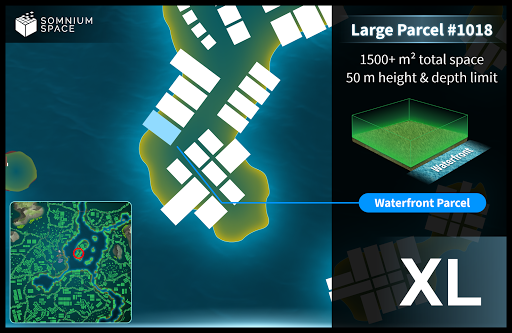 SOMNIUM
SPACE
Large Parcel #1018
1500+ m² total space
50 m height & depth limit
Waterfront
Waterfront Parcel
XL